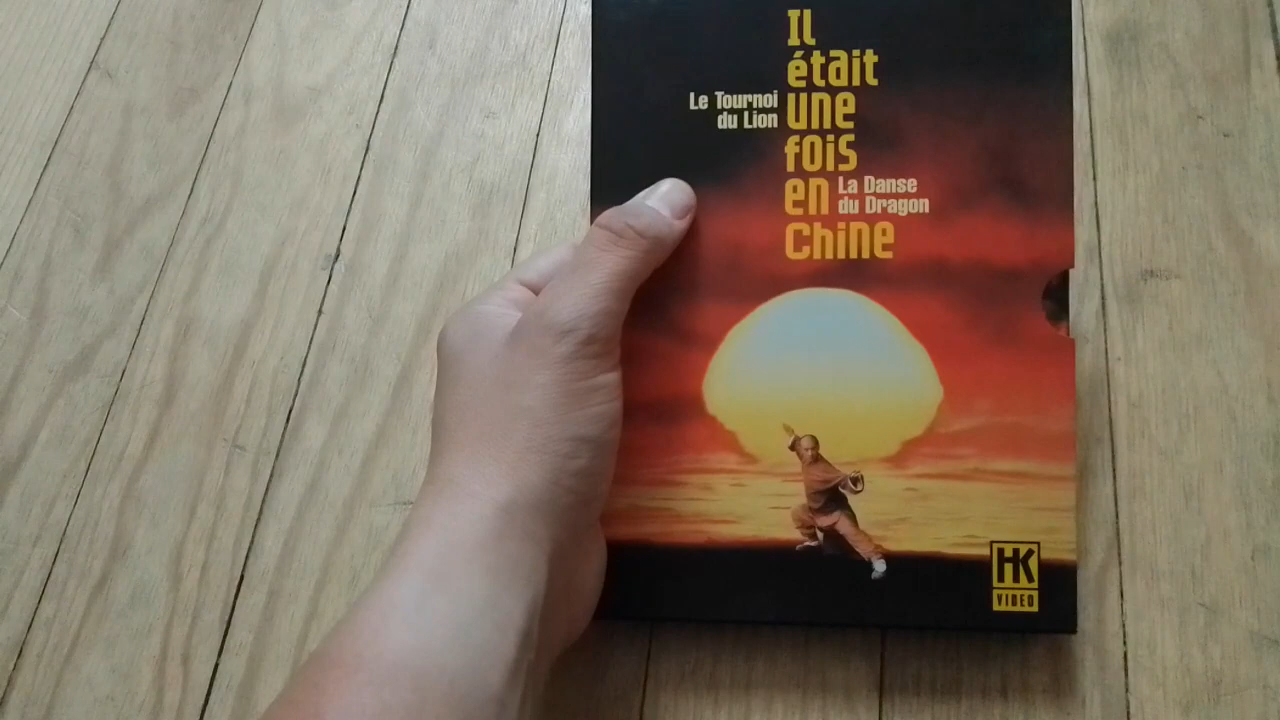 Il
était
une
fois
en
Chine
Le Tournoi
du Lion
La Danse
du Dragon
HK
VIDEO